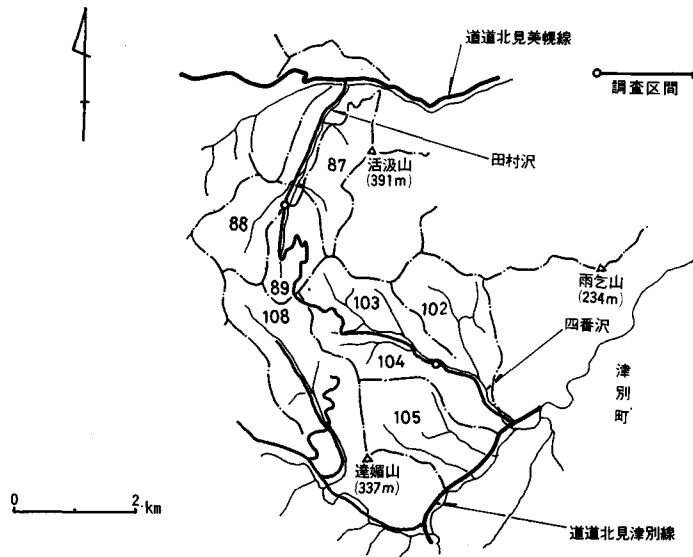 道道北見美幌線
調査区間
田村沢
87
活汲山
(391m)
88
雨乞山
(234m)
89
103
102
108
四番沢
104
津別町
105
達媚山
(337m)
0 2 km
道道北見津別線